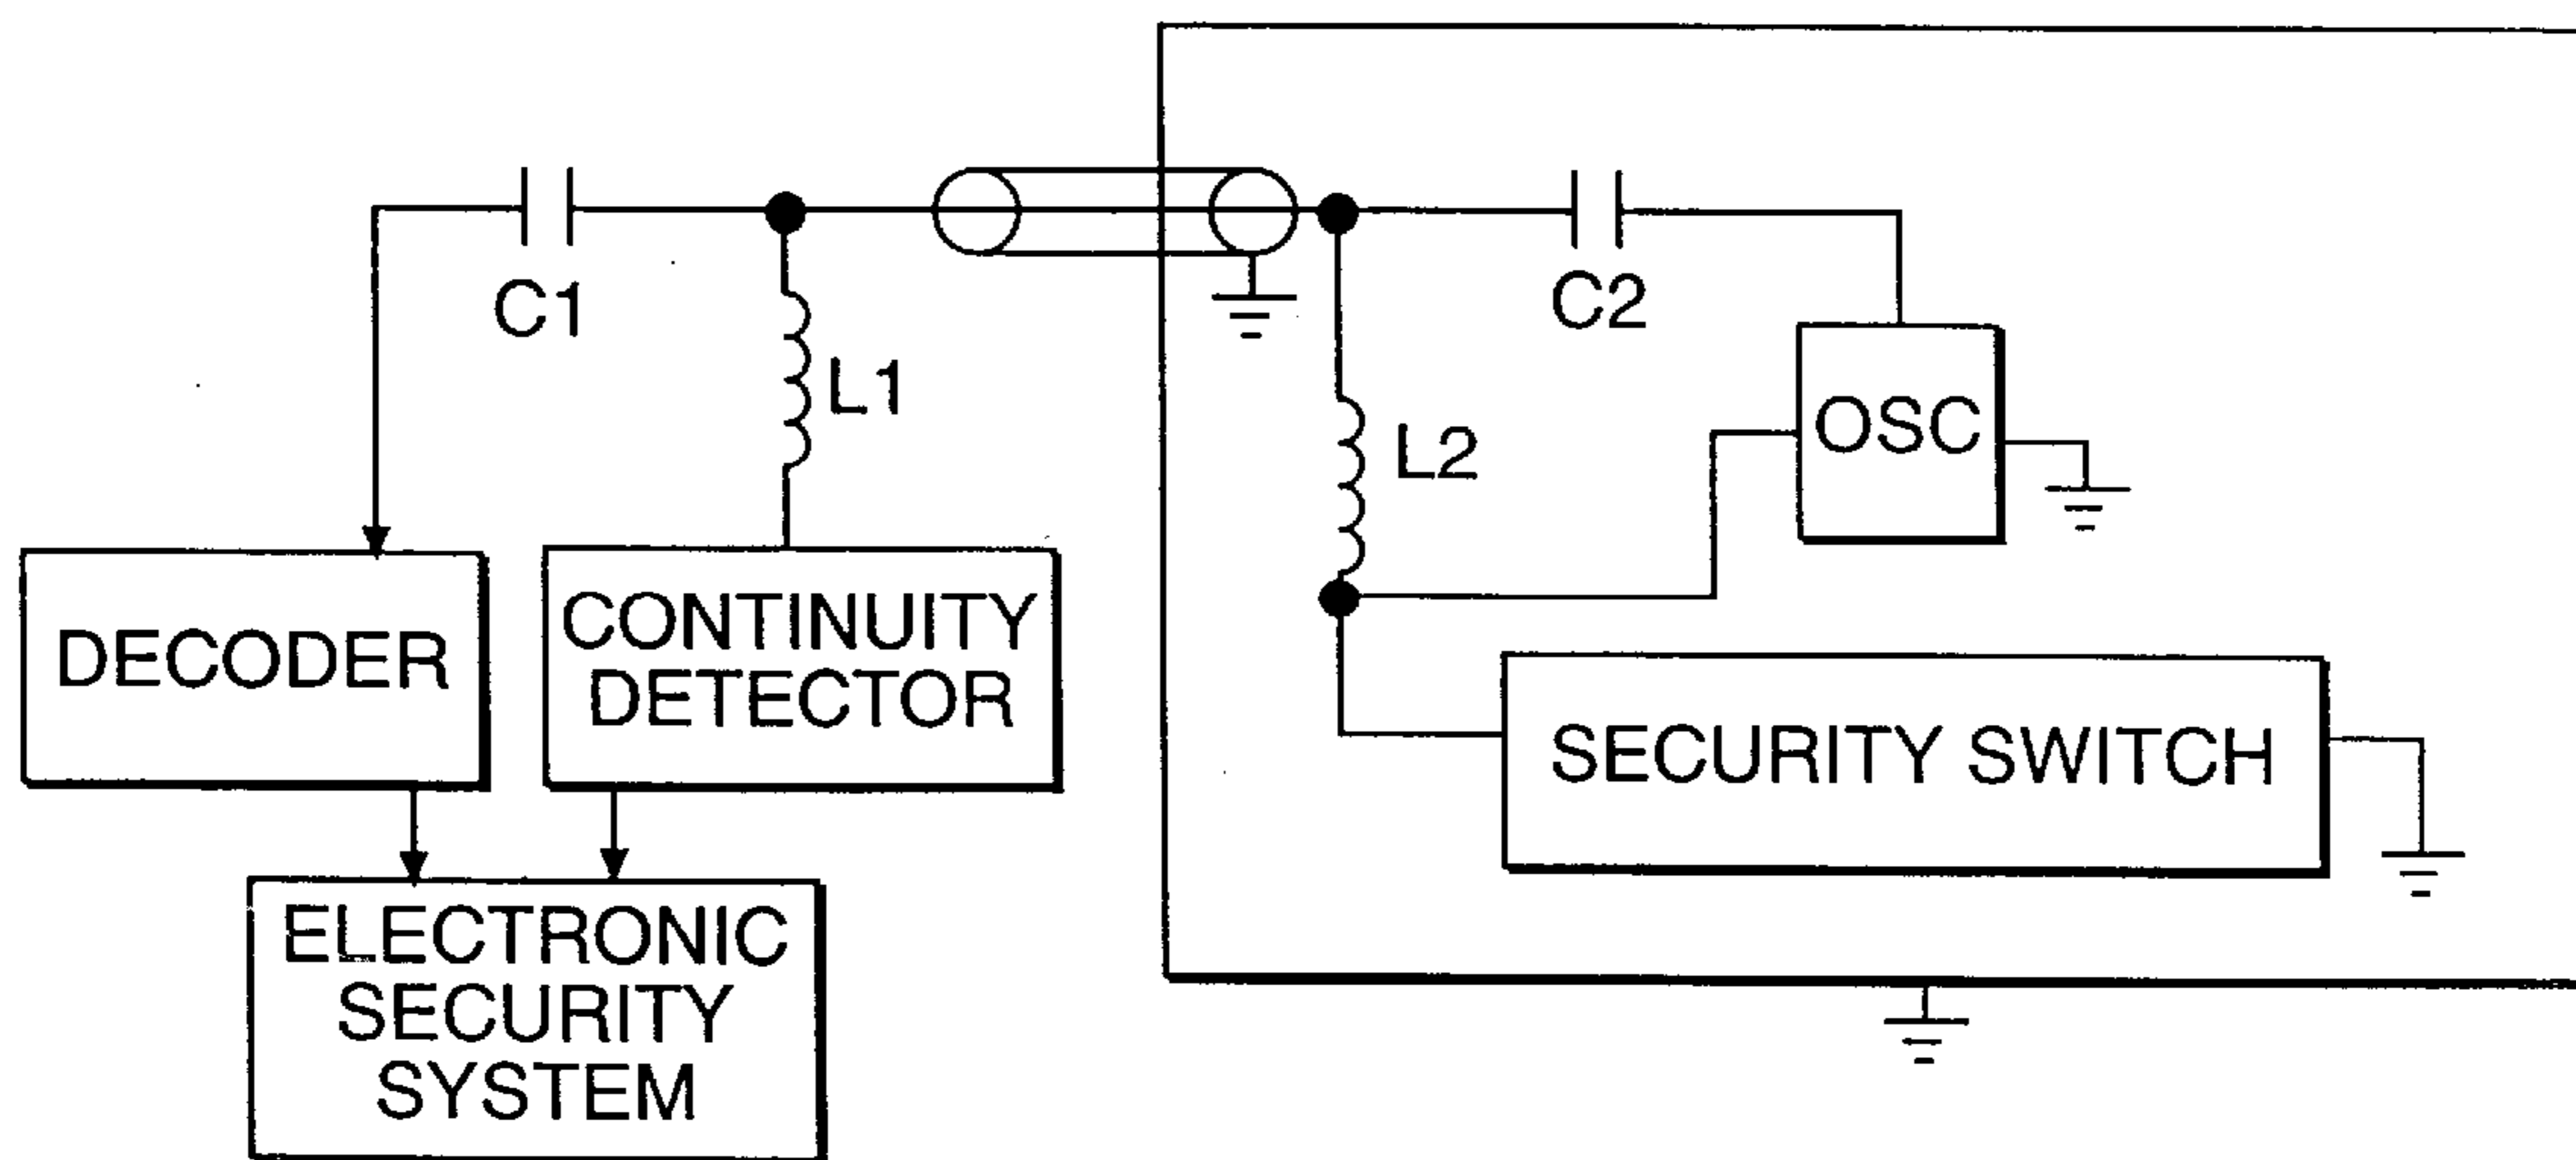 C1
L1
C2
L2
OSC
DECODER
CONTINUITY
DETECTOR
SECURITY SWITCH
ELECTRONIC
SECURITY
SYSTEM